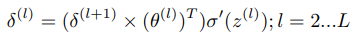 δ⁽ˡ⁾ = (δ⁽ˡ⁺¹⁾ × (θ⁽ˡ⁾)ᵀ)σ′(z⁽ˡ⁾); l = 2...L